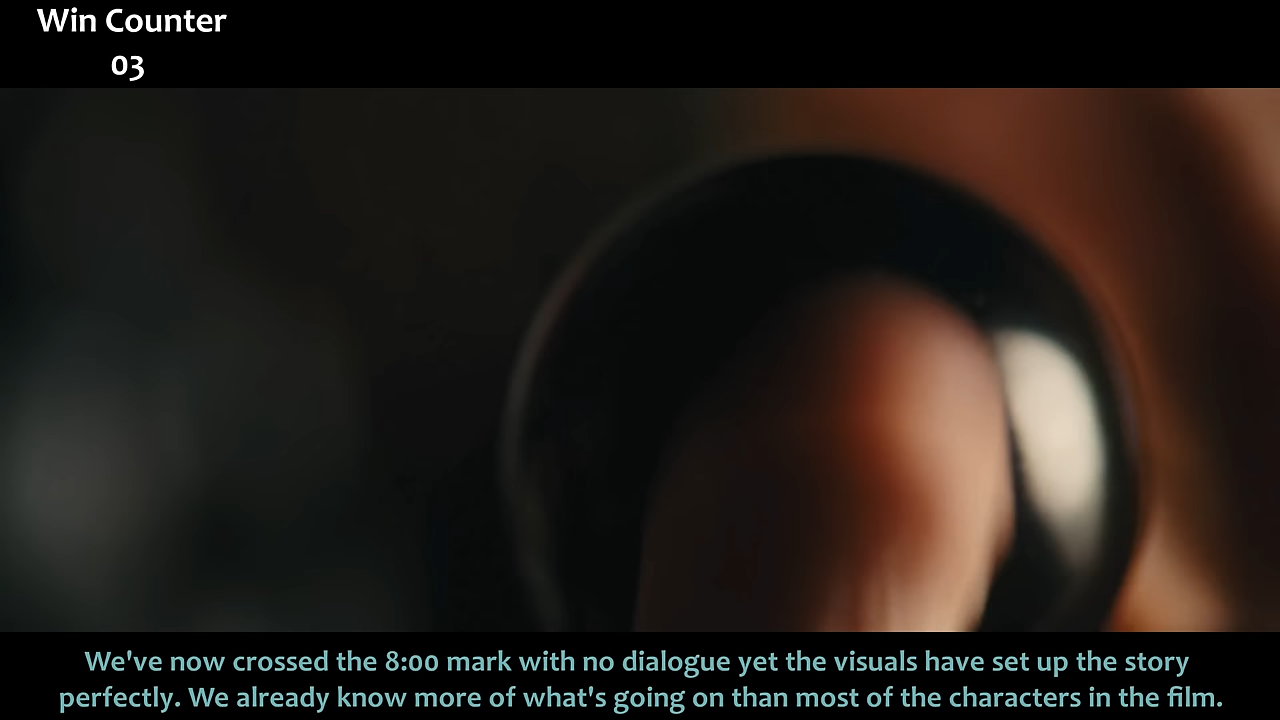 Win Counter
03
We've now crossed the 8:00 mark with no dialogue yet the visuals have set up the story
perfectly. We already know more of what's going on than most of the characters in the film.